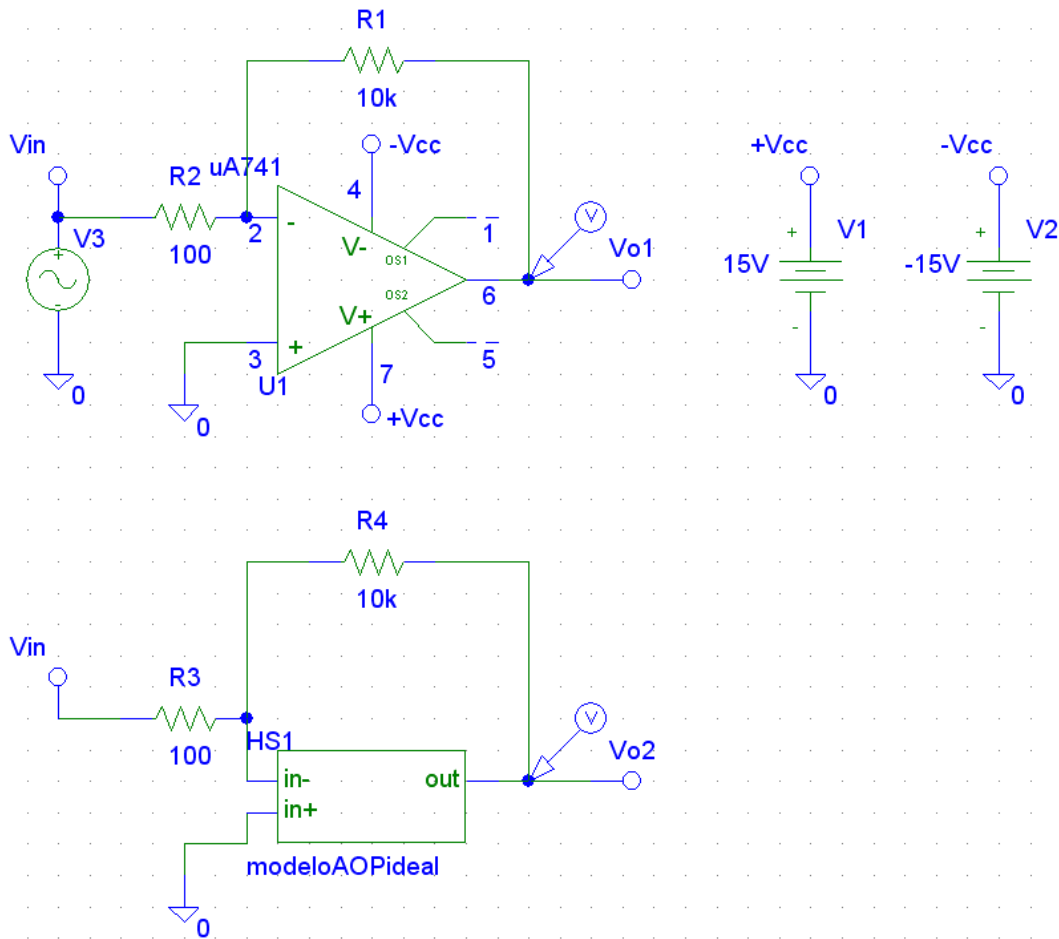 R1
10k
Vin
-Vcc
+Vcc
-Vcc
uA741
R2
4
V3
+
-
100
2
-
V-
OS1
1
V
Vo1
+
V1
15V
-
+
V2
-15V
-
OS2
6
V+
3
+
5
U1
7
0
0
+Vcc
0
0
R4
10k
Vin
R3
100
HS1
V
Vo2
in-
out
in+
modeloAOPideal
0